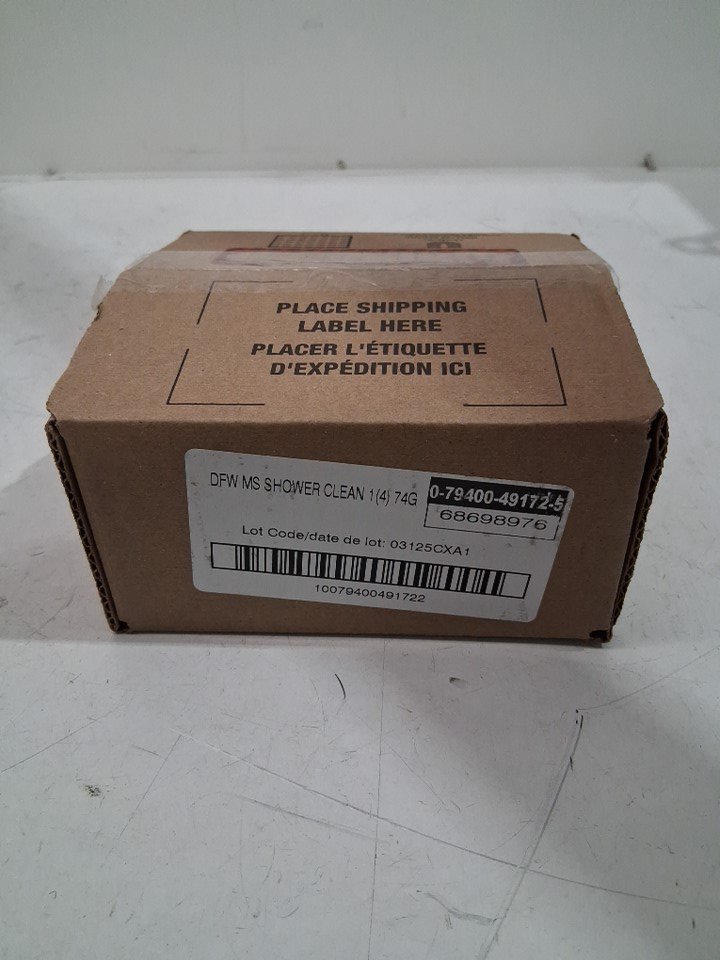 PLACE SHIPPING
LABEL HERE
PLACER L'ÉTIQUETTE
D'EXPÉDITION ICI
DFW MS SHOWER CLEAN 1(4) 74G
0-79400-49172-5
68698976
Lot Code/date de lot: 03125CXA1
10079400491722